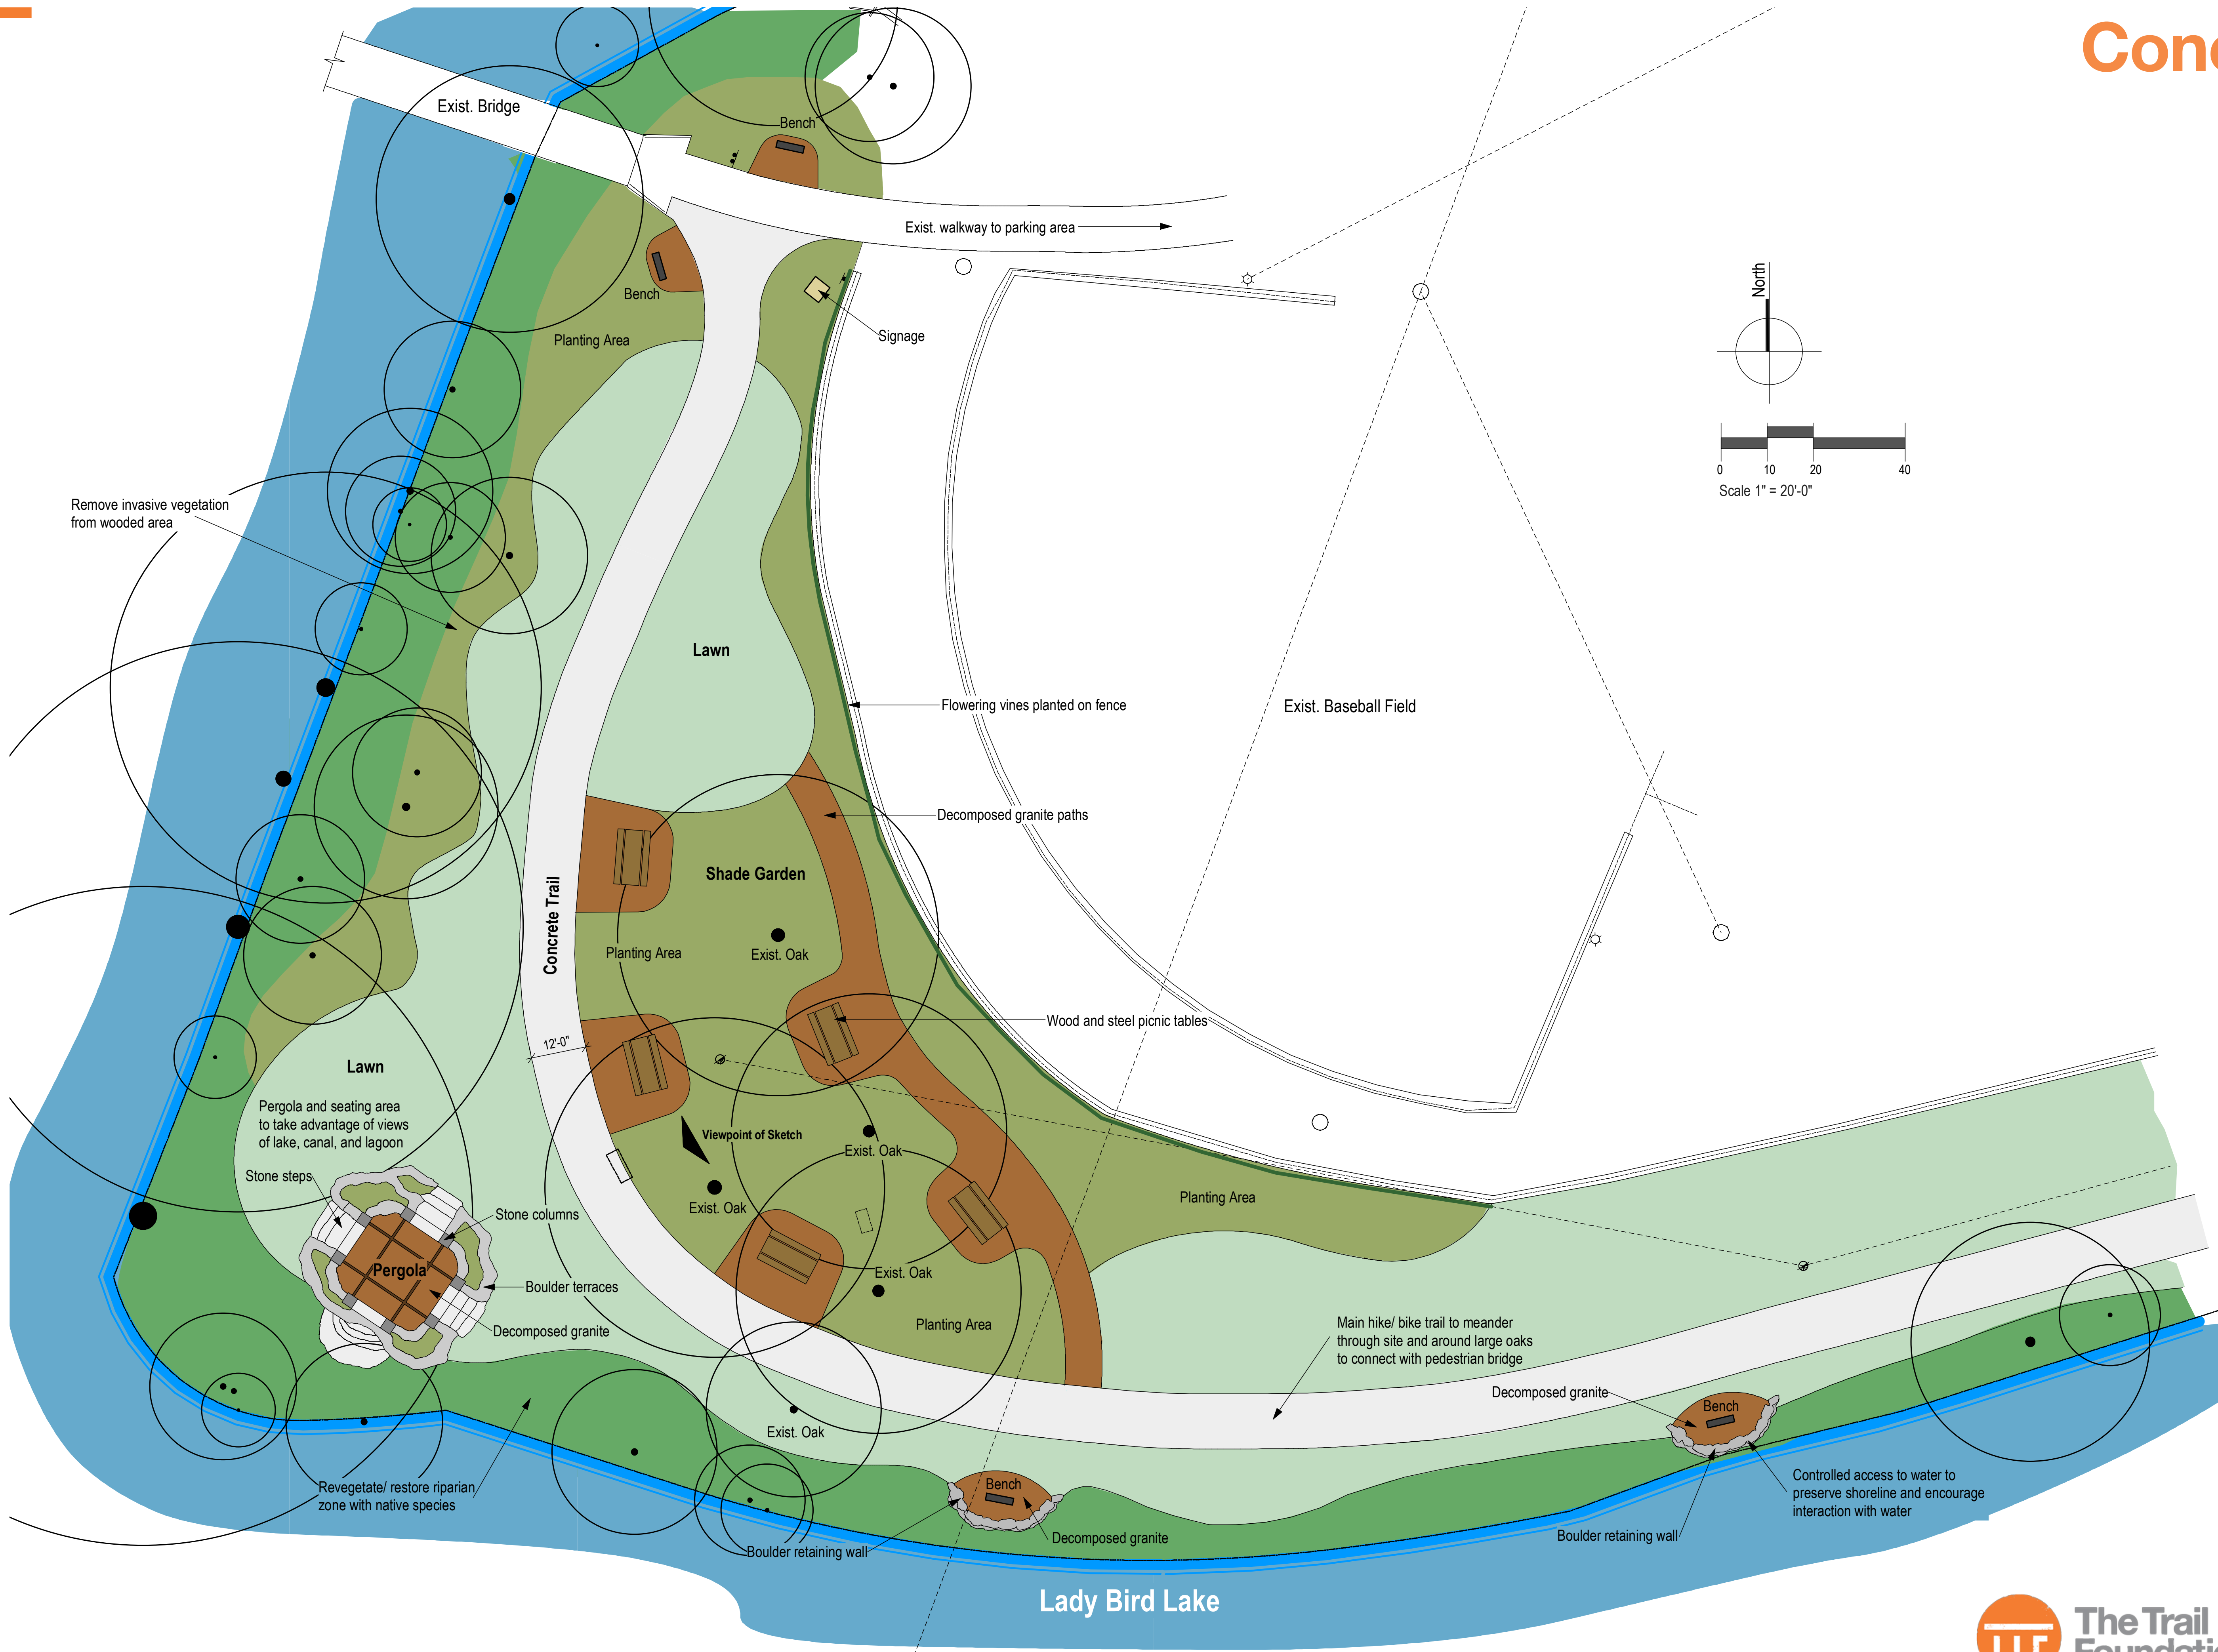 Conc
Exist. Bridge
Bench
Exist. walkway to parking area
Bench
Signage
Planting Area
North
0 10 20 40
Scale 1" = 20'-0"
Remove invasive vegetation
from wooded area
Lawn
Flowering vines planted on fence
Exist. Baseball Field
Decomposed granite paths
Shade Garden
Concrete Trail
Planting Area
Exist. Oak
Wood and steel picnic tables
12'-0"
Lawn
Pergola and seating area
to take advantage of views
of lake, canal, and lagoon
Viewpoint of Sketch
Exist. Oak
Stone steps
Exist. Oak
Planting Area
Stone columns
Pergola
Exist. Oak
Boulder terraces
Planting Area
Decomposed granite
Main hike/ bike trail to meander
through site and around large oaks
to connect with pedestrian bridge
Decomposed granite
Bench
Exist. Oak
Revegetate/ restore riparian
zone with native species
Bench
Controlled access to water to
preserve shoreline and encourage
interaction with water
Boulder retaining wall
Decomposed granite
Boulder retaining wall
Lady Bird Lake
The Trail
Foundatio